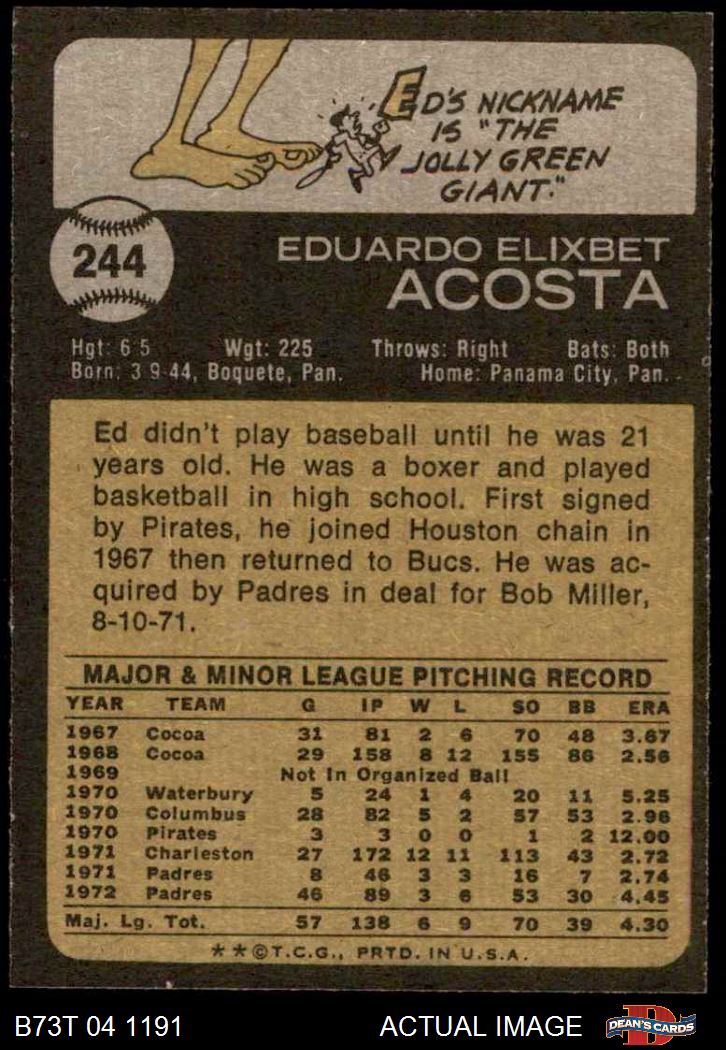 ED'S NICKNAME
IS "THE
JOLLY GREEN
GIANT."
244
EDUARDO ELIXBET
ACOSTA
Hgt: 6 5 Wgt: 225 Throws: Right Bats: Both
Born: 3 9 44, Boquete, Pan. Home: Panama City, Pan.
Ed didn't play baseball until he was 21
years old. He was a boxer and played
basketball in high school. First signed
by Pirates, he joined Houston chain in
1967 then returned to Bucs. He was ac-
quired by Padres in deal for Bob Miller,
8-10-71.
MAJOR & MINOR LEAGUE PITCHING RECORD
YEAR TEAM G IP W L SO BB ERA
1967 Cocoa 31 81 2 6 70 48 3.67
1968 Cocoa 29 158 8 12 155 86 2.56
1969 Not In Organized Ball
1970 Waterbury 5 24 1 4 20 11 5.25
1970 Columbus 28 82 5 2 57 53 2.96
1970 Pirates 3 3 0 0 1 2 12.00
1971 Charleston 27 172 12 11 113 43 2.72
1971 Padres 8 46 3 3 16 7 2.74
1972 Padres 46 89 3 6 53 30 4.45
Maj. Lg. Tot. 57 138 6 9 70 39 4.30
**©T.C.G., PRTD. IN U.S.A.
B73T 04 1191 ACTUAL IMAGE D DEAN'S CARDS